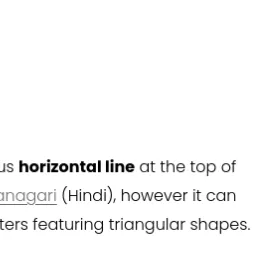 us horizontal line at the top of
anagari (Hindi), however it can
ters featuring triangular shapes.